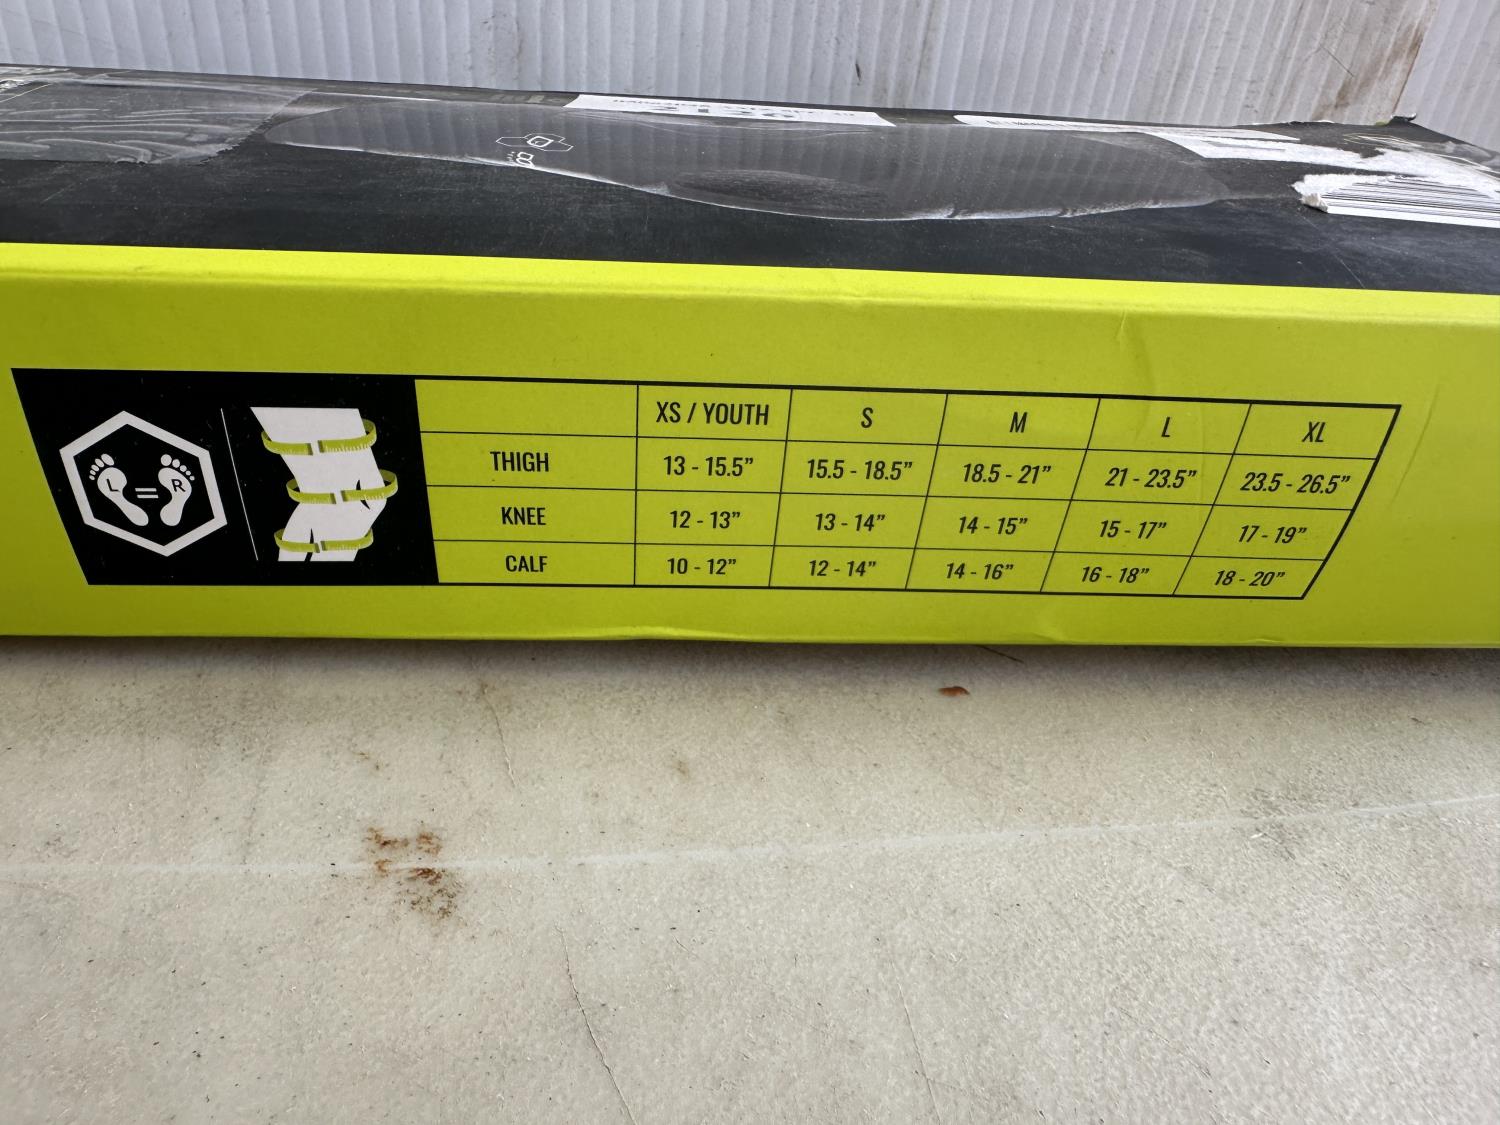 XS / YOUTH S M L XL
THIGH 13 - 15.5” 15.5 - 18.5” 18.5 - 21” 21 - 23.5” 23.5 - 26.5”
KNEE 12 - 13” 13 - 14” 14 - 15” 15 - 17” 17 - 19”
CALF 10 - 12” 12 - 14” 14 - 16” 16 - 18” 18 - 20”
L = R